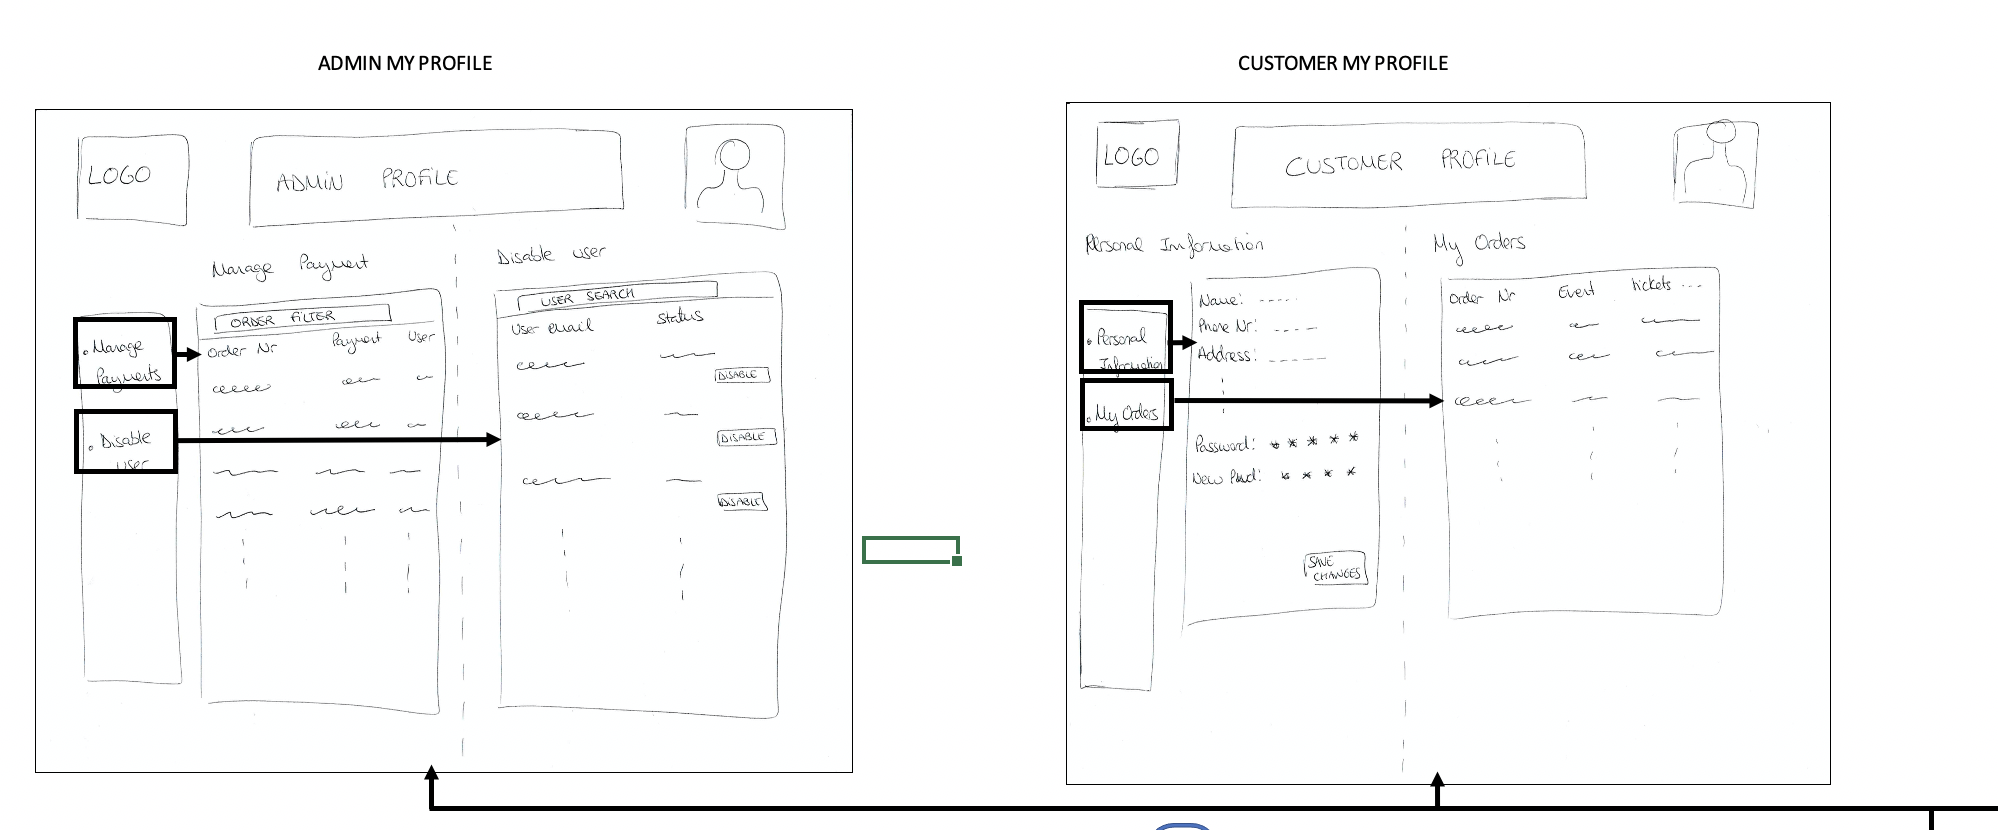 ADMIN MY PROFILE
LOGO
ADMIN PROFILE
Manage Payment
Disable user
Manage
Payments
Disable
user
ORDER FILTER
Order Nr Payment User
USER SEARCH
User email Status
DISABLE
DISABLE
DISABLE
CUSTOMER MY PROFILE
LOGO
CUSTOMER PROFILE
Personal Information
My Orders
Personal
Information
My Orders
Name:
Phone Nr:
Address:
Password: * * * * *
New Pwd: * * * *
SAVE
CHANGES
Order Nr Event Tickets ...